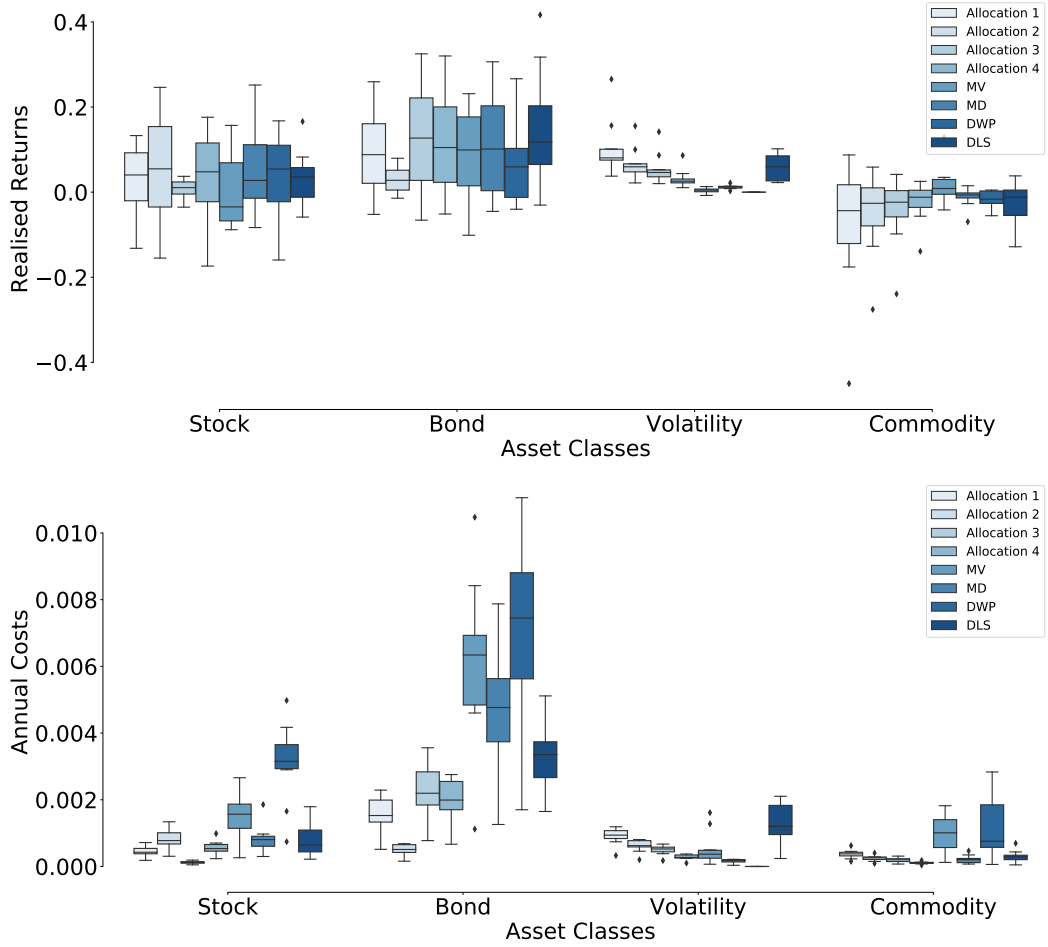 Realised Returns
0.4
0.2
0.0
−0.2
−0.4
Stock
Bond
Volatility
Commodity
Asset Classes
Allocation 1
Allocation 2
Allocation 3
Allocation 4
MV
MD
DWP
DLS
Annual Costs
0.010
0.008
0.006
0.004
0.002
0.000
Stock
Bond
Volatility
Commodity
Asset Classes
Allocation 1
Allocation 2
Allocation 3
Allocation 4
MV
MD
DWP
DLS